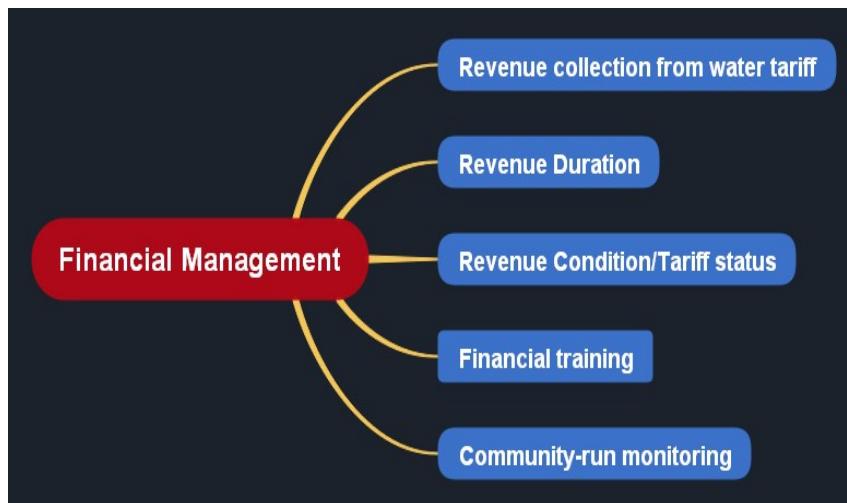 Revenue collection from water tariff
Revenue Duration
Financial Management
Revenue Condition/Tariff status
Financial training
Community-run monitoring